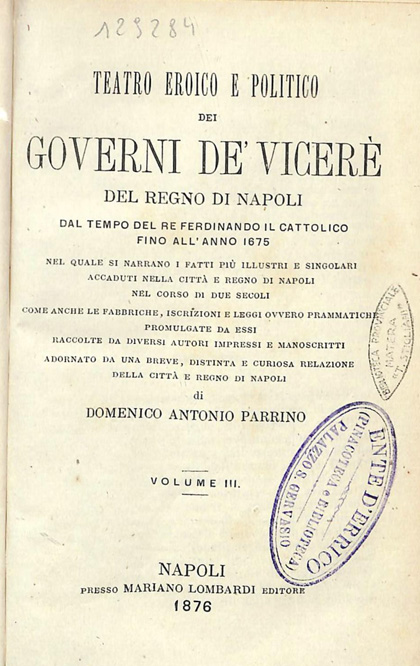 129284
TEATRO EROICO E POLITICO
DEI
GOVERNI DE' VICERÈ
DEL REGNO DI NAPOLI
DAL TEMPO DEL RE FERDINANDO IL CATTOLICO
FINO ALL'ANNO 1675
NEL QUALE SI NARRANO I FATTI PIÙ ILLUSTRI E SINGOLARI
ACCADUTI NELLA CITTÀ E REGNO DI NAPOLI
NEL CORSO DI DUE SECOLI
COME ANCHE LE FABBRICHE, ISCRIZIONI E LEGGI OVVERO PRAMMATICHE
PROMULGATE DA ESSI
RACCOLTE DA DIVERSI AUTORI IMPRESSI E MANOSCRITTI
ADORNATO DA UNA BREVE, DISTINTA E CURIOSA RELAZIONE
DELLA CITTÀ E REGNO DI NAPOLI
di
DOMENICO ANTONIO PARRINO
VOLUME III.
NAPOLI
PRESSO MARIANO LOMBARDI EDITORE
1876
BIBLIOTECA PROVINCIALE
MATERA
"T. STIGLIANI"
ENTE D'ERRICO
(PINACOTECA e BIBLIOTECA)
PALAZZO S. GERVASIO